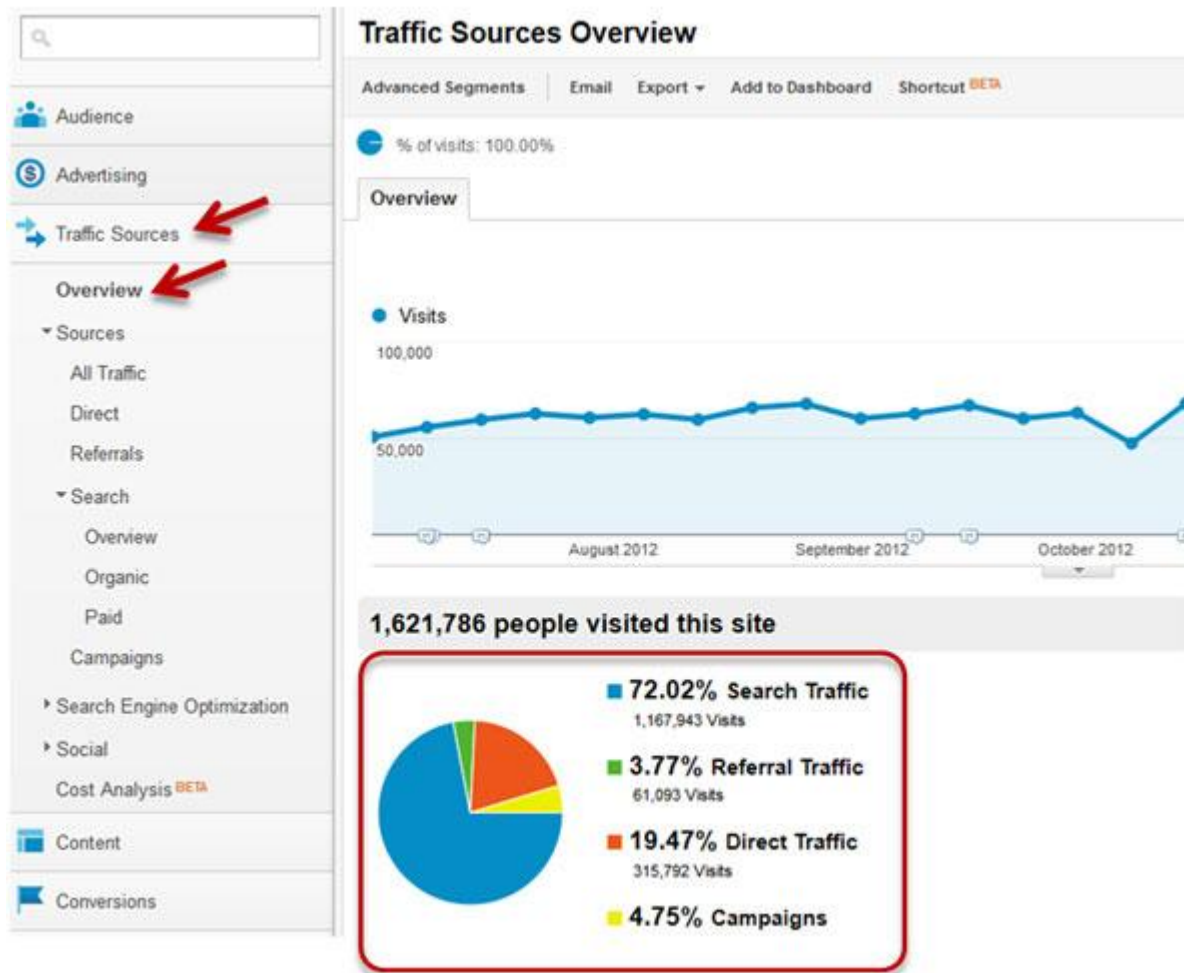 Traffic Sources Overview
Advanced Segments Email Export Add to Dashboard Shortcut BETA
% of visits: 100.00%
Overview
Audience
Advertising
Traffic Sources
Overview
Sources
All Traffic
Direct
Referrals
Search
Overview
Organic
Paid
Campaigns
Search Engine Optimization
Social
Cost Analysis BETA
Content
Conversions
Visits
100,000
50,000
August 2012 September 2012 October 2012
1,621,786 people visited this site
72.02% Search Traffic
1,167,943 Visits
3.77% Referral Traffic
61,093 Visits
19.47% Direct Traffic
315,792 Visits
4.75% Campaigns